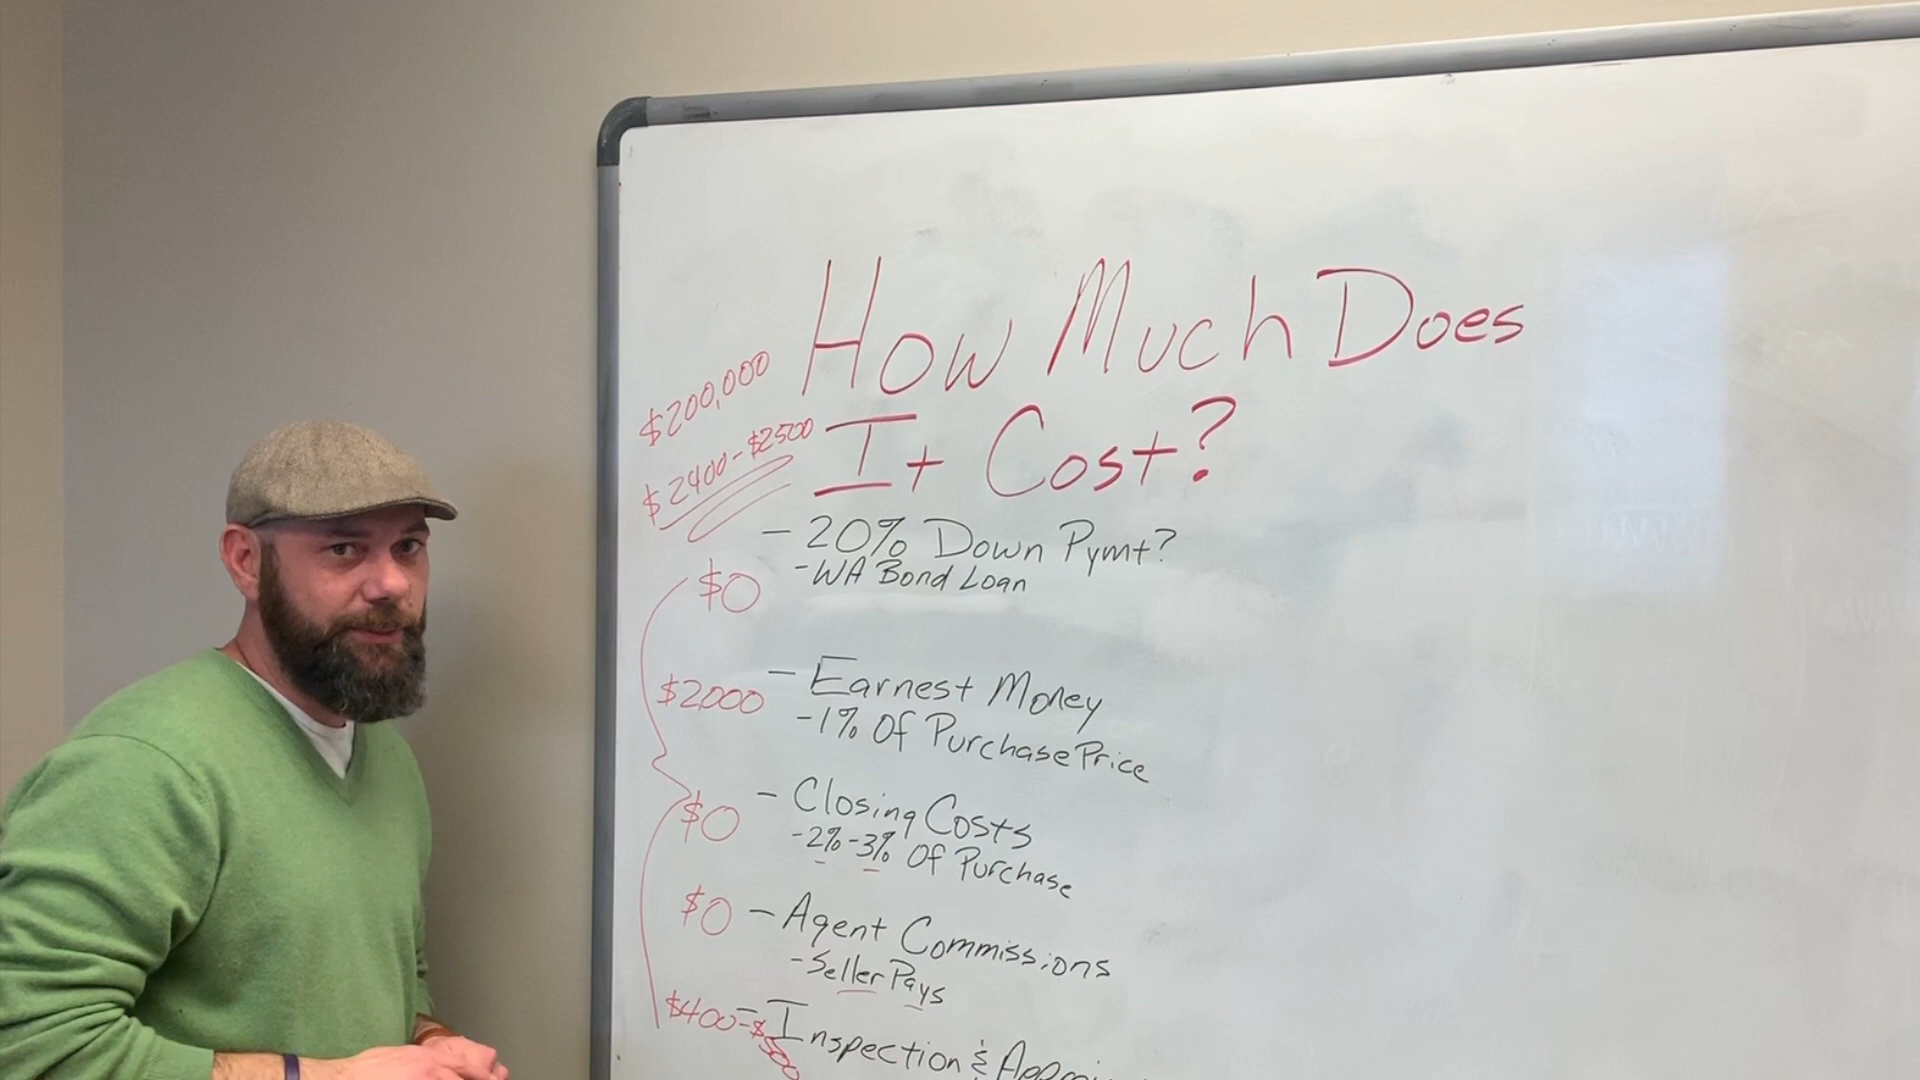 How Much Does
It Cost?
$200,000
$2400-$2500
- 20% Down Pymt?
- WA Bond Loan
$0
- Earnest Money
$2000
- 1% Of Purchase Price
- Closing Costs
$0
- 2%-3% Of Purchase
$0 - Agent Commissions
- Seller Pays
$400-$500
- Inspection &